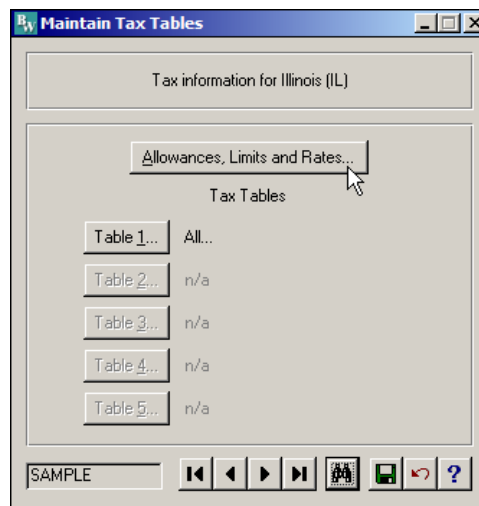 BW Maintain Tax Tables
Tax information for Illinois (IL)
Allowances, Limits and Rates...
Tax Tables
Table 1... All...
Table 2... n/a
Table 3... n/a
Table 4... n/a
Table 5... n/a
SAMPLE ?